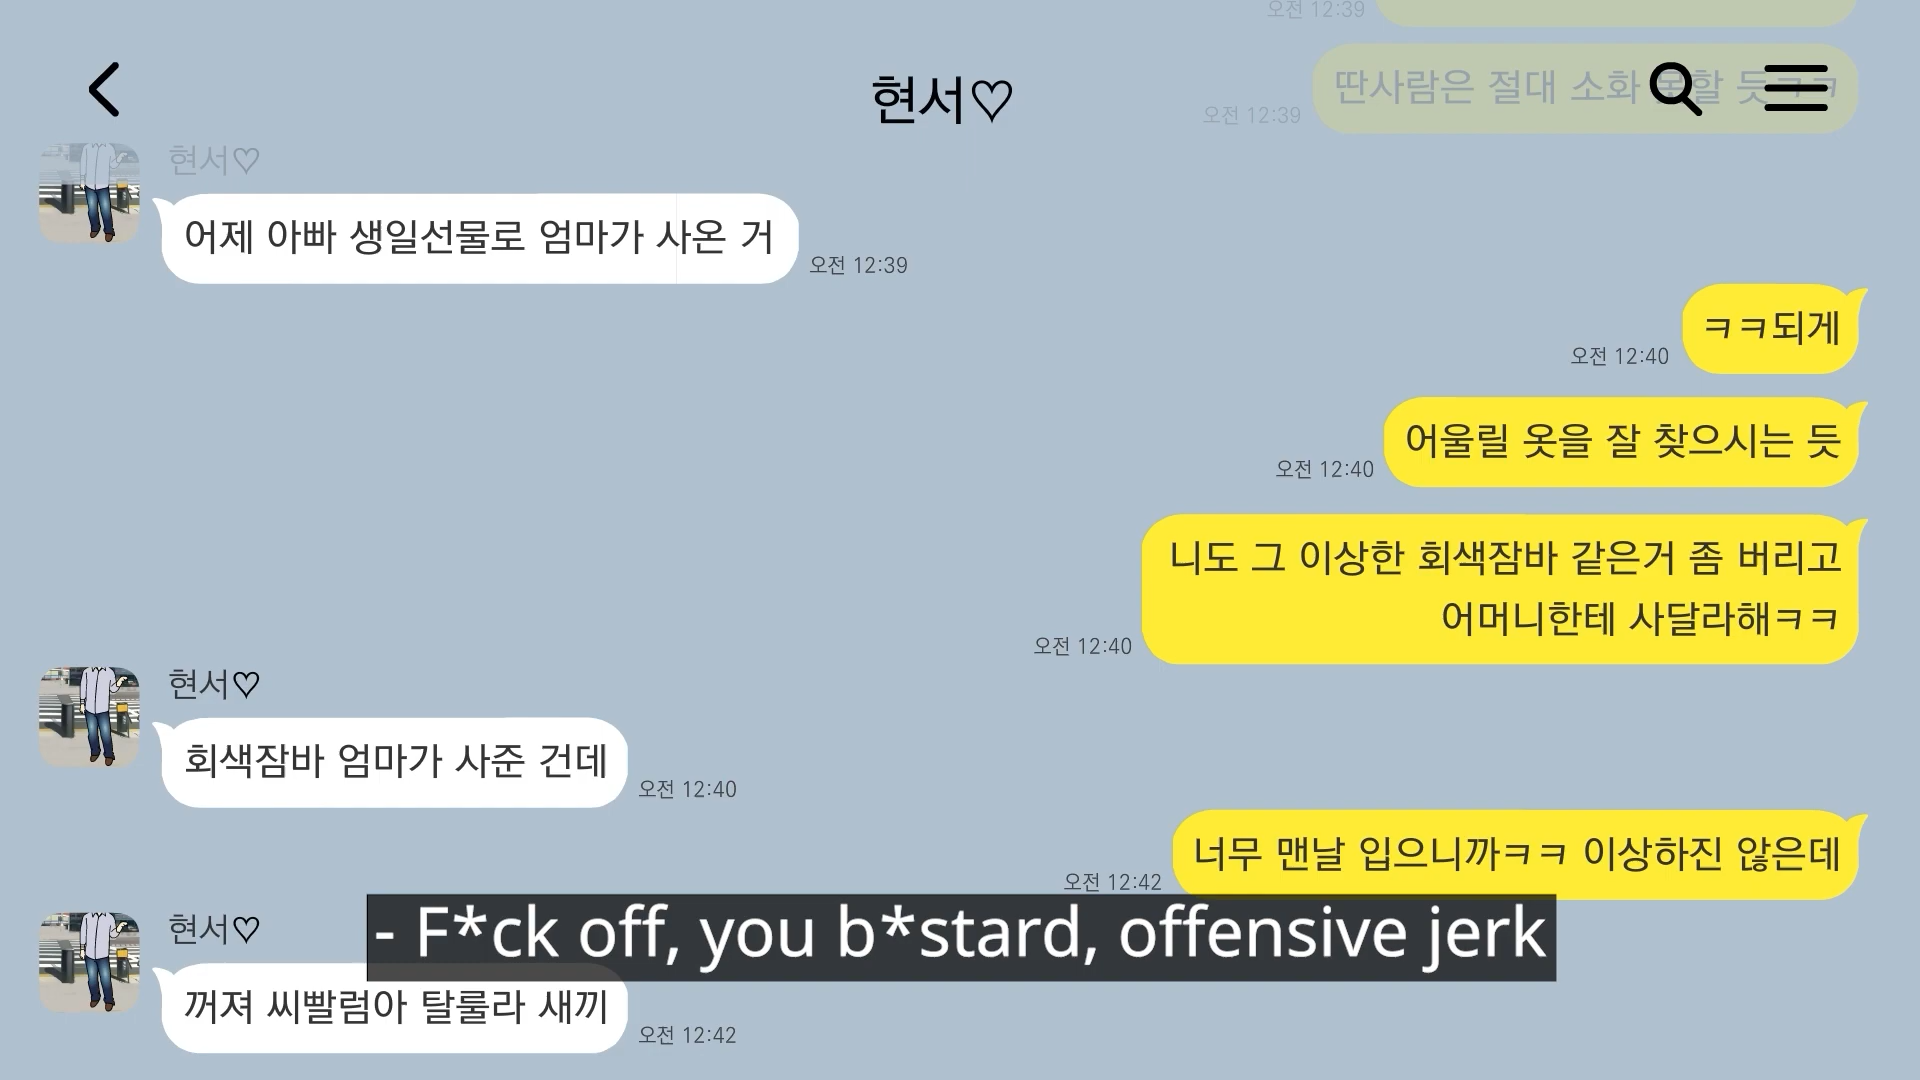 오전 12:39
현서♡
딴사람은 절대 소화 못할 듯ㅋㅋ
오전 12:39
현서♡
어제 아빠 생일선물로 엄마가 사온 거
오전 12:39
ㅋㅋ되게
오전 12:40
어울릴 옷을 잘 찾으시는 듯
오전 12:40
니도 그 이상한 회색잠바 같은거 좀 버리고
어머니한테 사달라해ㅋㅋ
오전 12:40
현서♡
회색잠바 엄마가 사준 건데
오전 12:40
너무 맨날 입으니까ㅋㅋ 이상하진 않은데
오전 12:42
현서♡
- F*ck off, you b*stard, offensive jerk
꺼져 씨빨럼아 탈룰라 새끼
오전 12:42